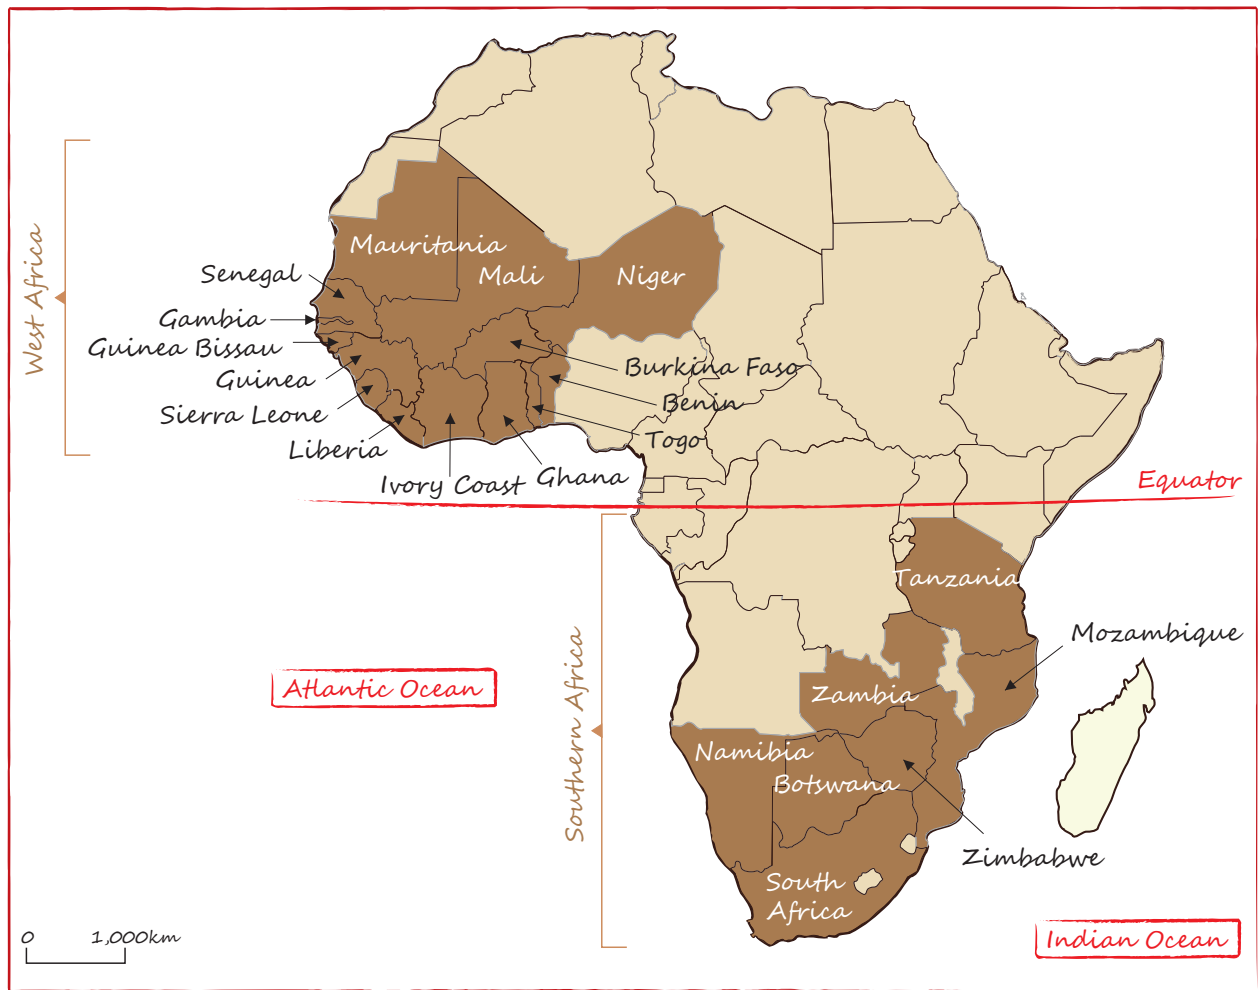 West Africa
Mauritania
Mali
Niger
Senegal
Gambia
Guinea Bissau
Guinea
Sierra Leone
Liberia
Ivory Coast
Ghana
Burkina Faso
Benin
Togo
Equator
Southern Africa
Tanzania
Mozambique
Atlantic Ocean
Zambia
Namibia
Botswana
Zimbabwe
South
Africa
0 1,000km
Indian Ocean